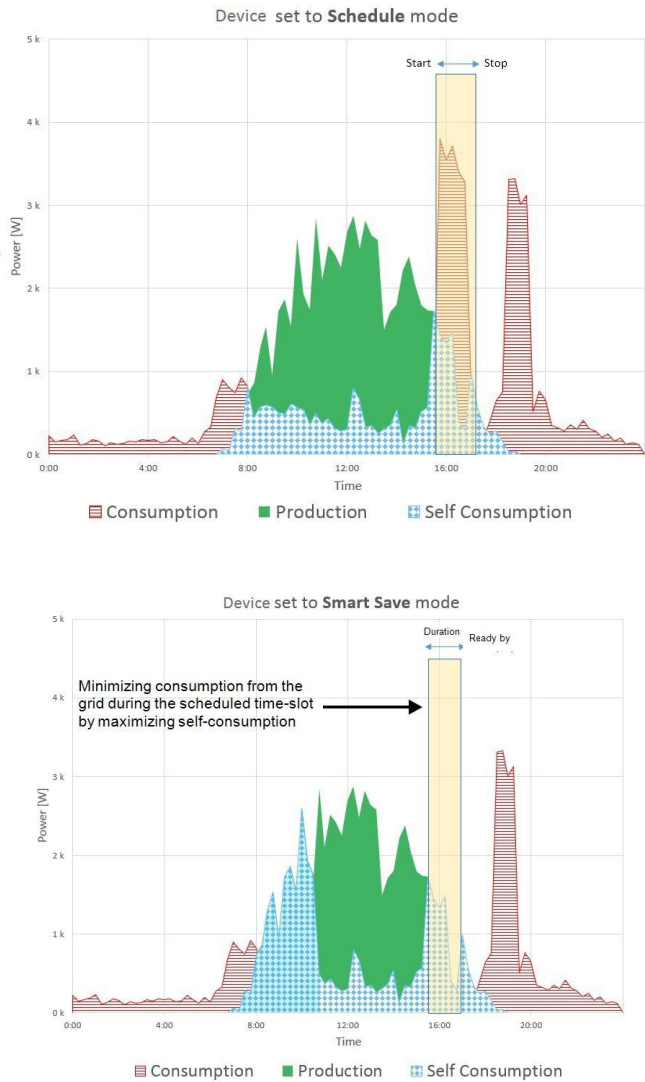 Device set to Schedule mode
5 k
Start
Stop
4 k
3 k
Power [W]
2 k
1 k
0 k
0:00 4:00 8:00 12:00 16:00 20:00
Time
Consumption Production Self Consumption
Device set to Smart Save mode
5 k
Duration
Ready by
Minimizing consumption from the
grid during the scheduled time-slot
by maximizing self-consumption
4 k
3 k
Power [W]
2 k
1 k
0 k
0:00 4:00 8:00 12:00 16:00 20:00
Time
Consumption Production Self Consumption